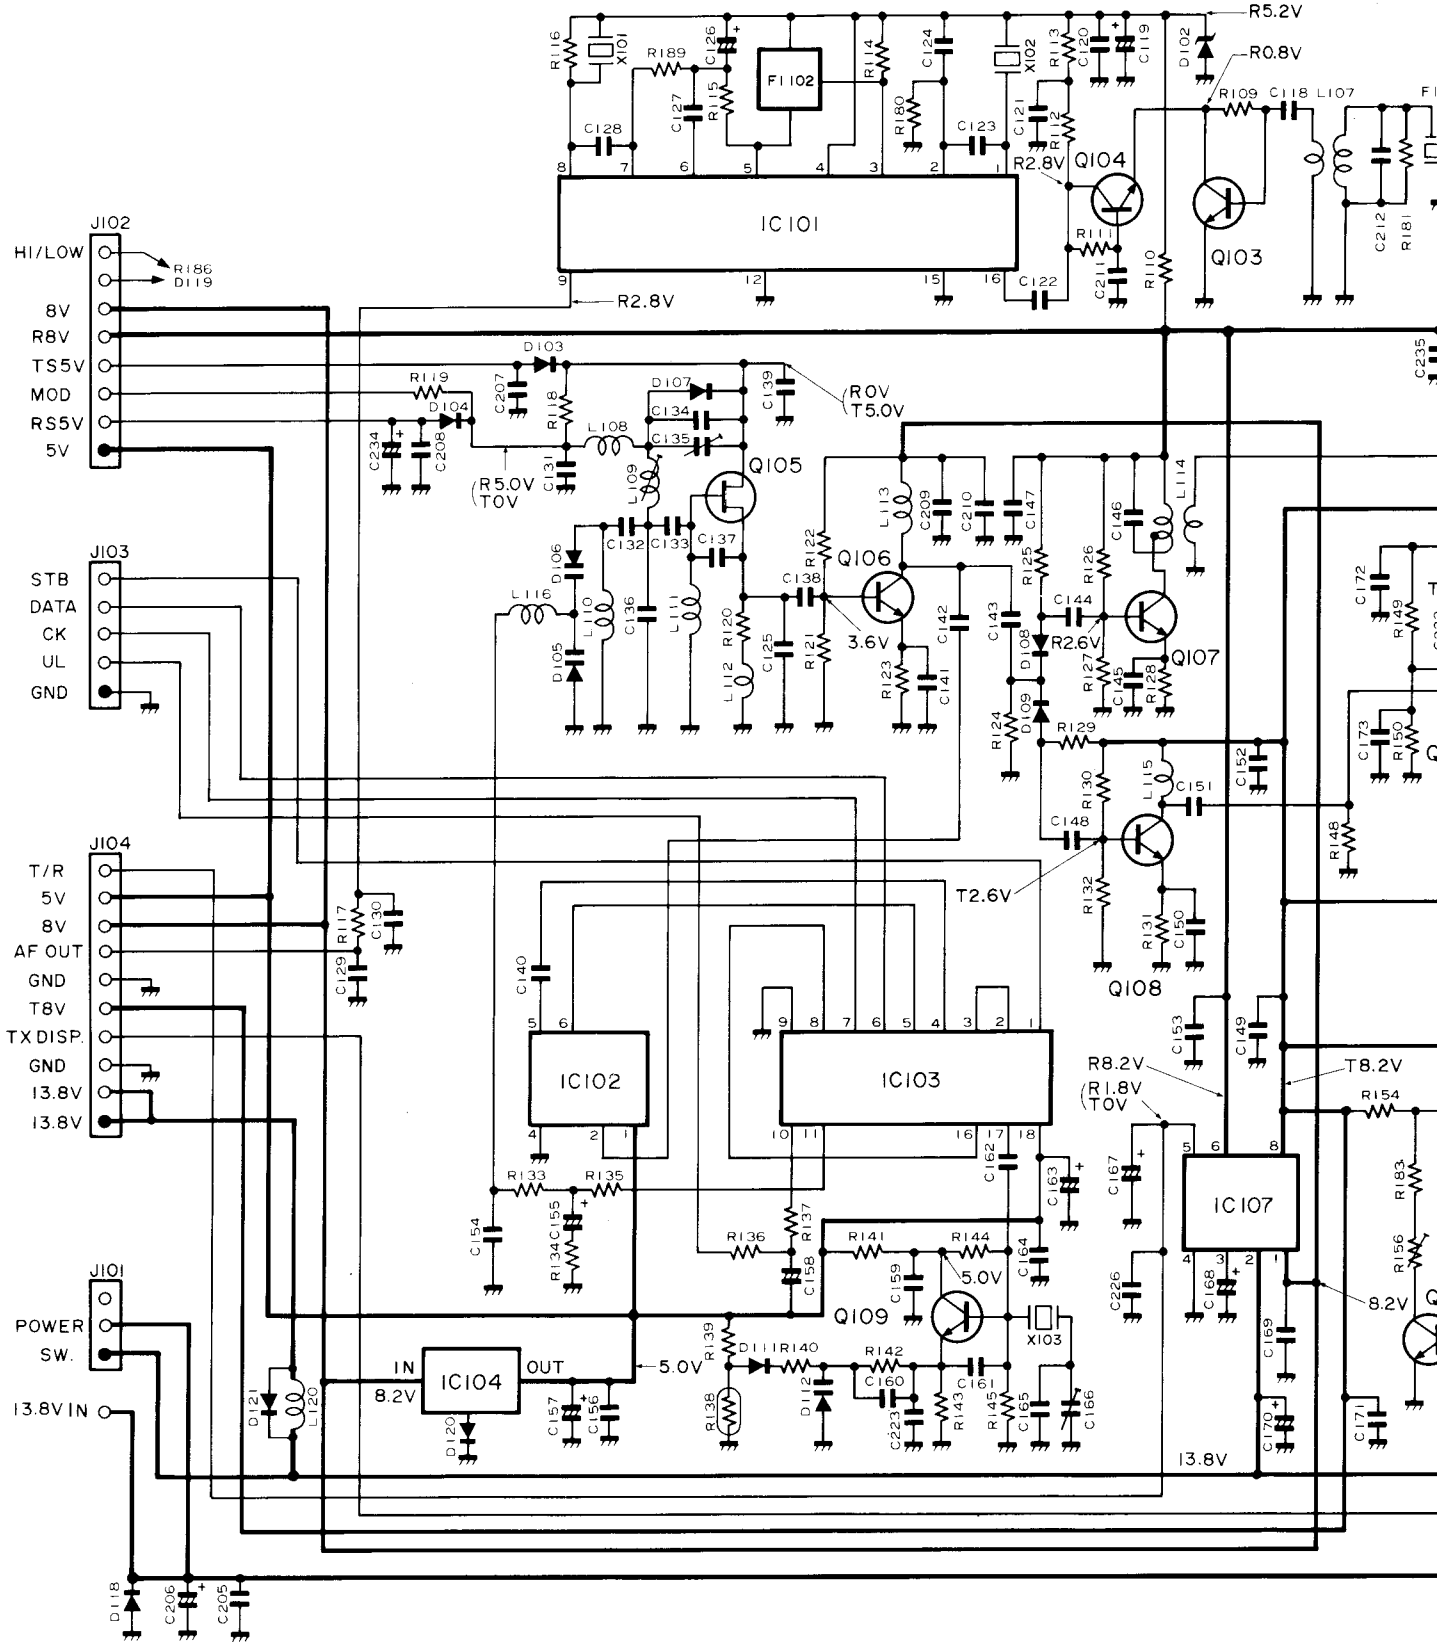 R5.2V
R116
X101
R189
C126
+
R115
C127
F1102
R114
C124
R180
X102
R113
C120
+
C119
D102
R0.8V
R109
C118
L107
F1
C128
C123
C121
R112
R2.8V
Q104
8
7
6
5
4
3
2
1
IC101
R111
C211
R110
Q103
C212
R181
9
12
15
16
C122
R2.8V
J102
HI/LOW
R186
D119
8V
R8V
TS5V
MOD
RS5V
5V
D103
C207
R119
D104
R118
C234
+
C208
C131
L108
(R5.0V
T0V
D107
C134
C135
C139
(R0V
T5.0V
L109
Q105
C235
J103
STB
DATA
CK
UL
GND
D106
C132
C133
C137
L116
L110
C136
L111
R120
D105
L112
C125
C138
R122
R121
3.6V
Q106
L113
C209
C210
C147
R123
C141
C142
C143
R125
R126
C146
L114
C144
D108
R2.6V
R127
C145
R128
Q107
R124
D109
R129
C172
R149
T
C173
R150
Q
R130
L115
C151
C152
C148
T2.6V
R132
R131
C150
Q108
R148
J104
T/R
5V
8V
AF OUT
GND
T8V
TX DISP.
GND
13.8V
13.8V
R117
C130
C129
C140
5
6
IC102
4
2
1
9
8
7
6
5
4
3
2
1
IC103
10
11
16
17
18
C153
C149
R8.2V
T8.2V
(R1.8V
T0V
R154
C162
C163
+
C167
+
5
6
8
IC107
4
3
2
1
R183
R156
Q
R133
R135
C155
+
C154
R134
R137
R136
C158
R141
C159
R144
5.0V
C164
C226
C168
+
8.2V
C169
J101
POWER
SW.
13.8V IN
Q109
X103
R139
D111
R140
R142
C160
C161
R138
D112
C223
R143
R145
C165
C166
IN
8.2V
IC104
OUT
5.0V
D120
C157
+
C156
D121
L120
13.8V
C170
+
C171
D118
C206
+
C205